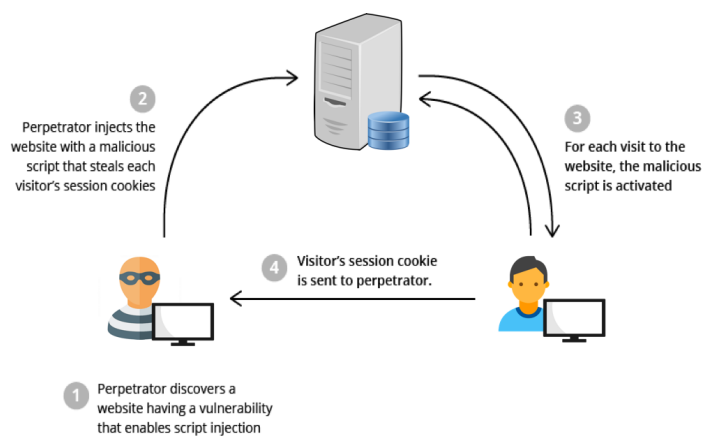 2
Perpetrator injects the
website with a malicious
script that steals each
visitor's session cookies
3
For each visit to the
website, the malicious
script is activated
4
Visitor's session cookie
is sent to perpetrator.
1
Perpetrator discovers a
website having a vulnerability
that enables script injection